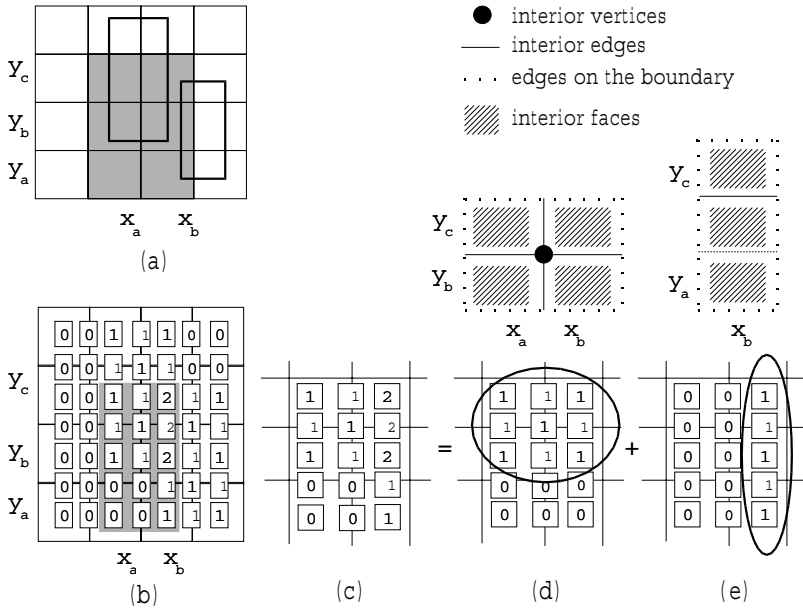 interior vertices
interior edges
edges on the boundary
interior faces
y_c
y_b
y_a
x_a x_b
(a)
y_c
y_b
x_a x_b
y_c
y_a
x_b
0 0 1 1 1 0 0
0 0 1 1 1 0 0
y_c
0 0 1 1 2 1 1
0 0 1 1 2 1 1
y_b
0 0 1 1 2 1 1
0 0 0 0 1 1 1
y_a
0 0 0 0 1 1 1
x_a x_b
(b)
1 1 2
1 1 2
1 1 2
0 0 1
0 0 1
(c)
=
1 1 1
1 1 1
1 1 1
0 0 0
0 0 0
(d)
+
0 0 1
0 0 1
0 0 1
0 0 1
0 0 1
(e)